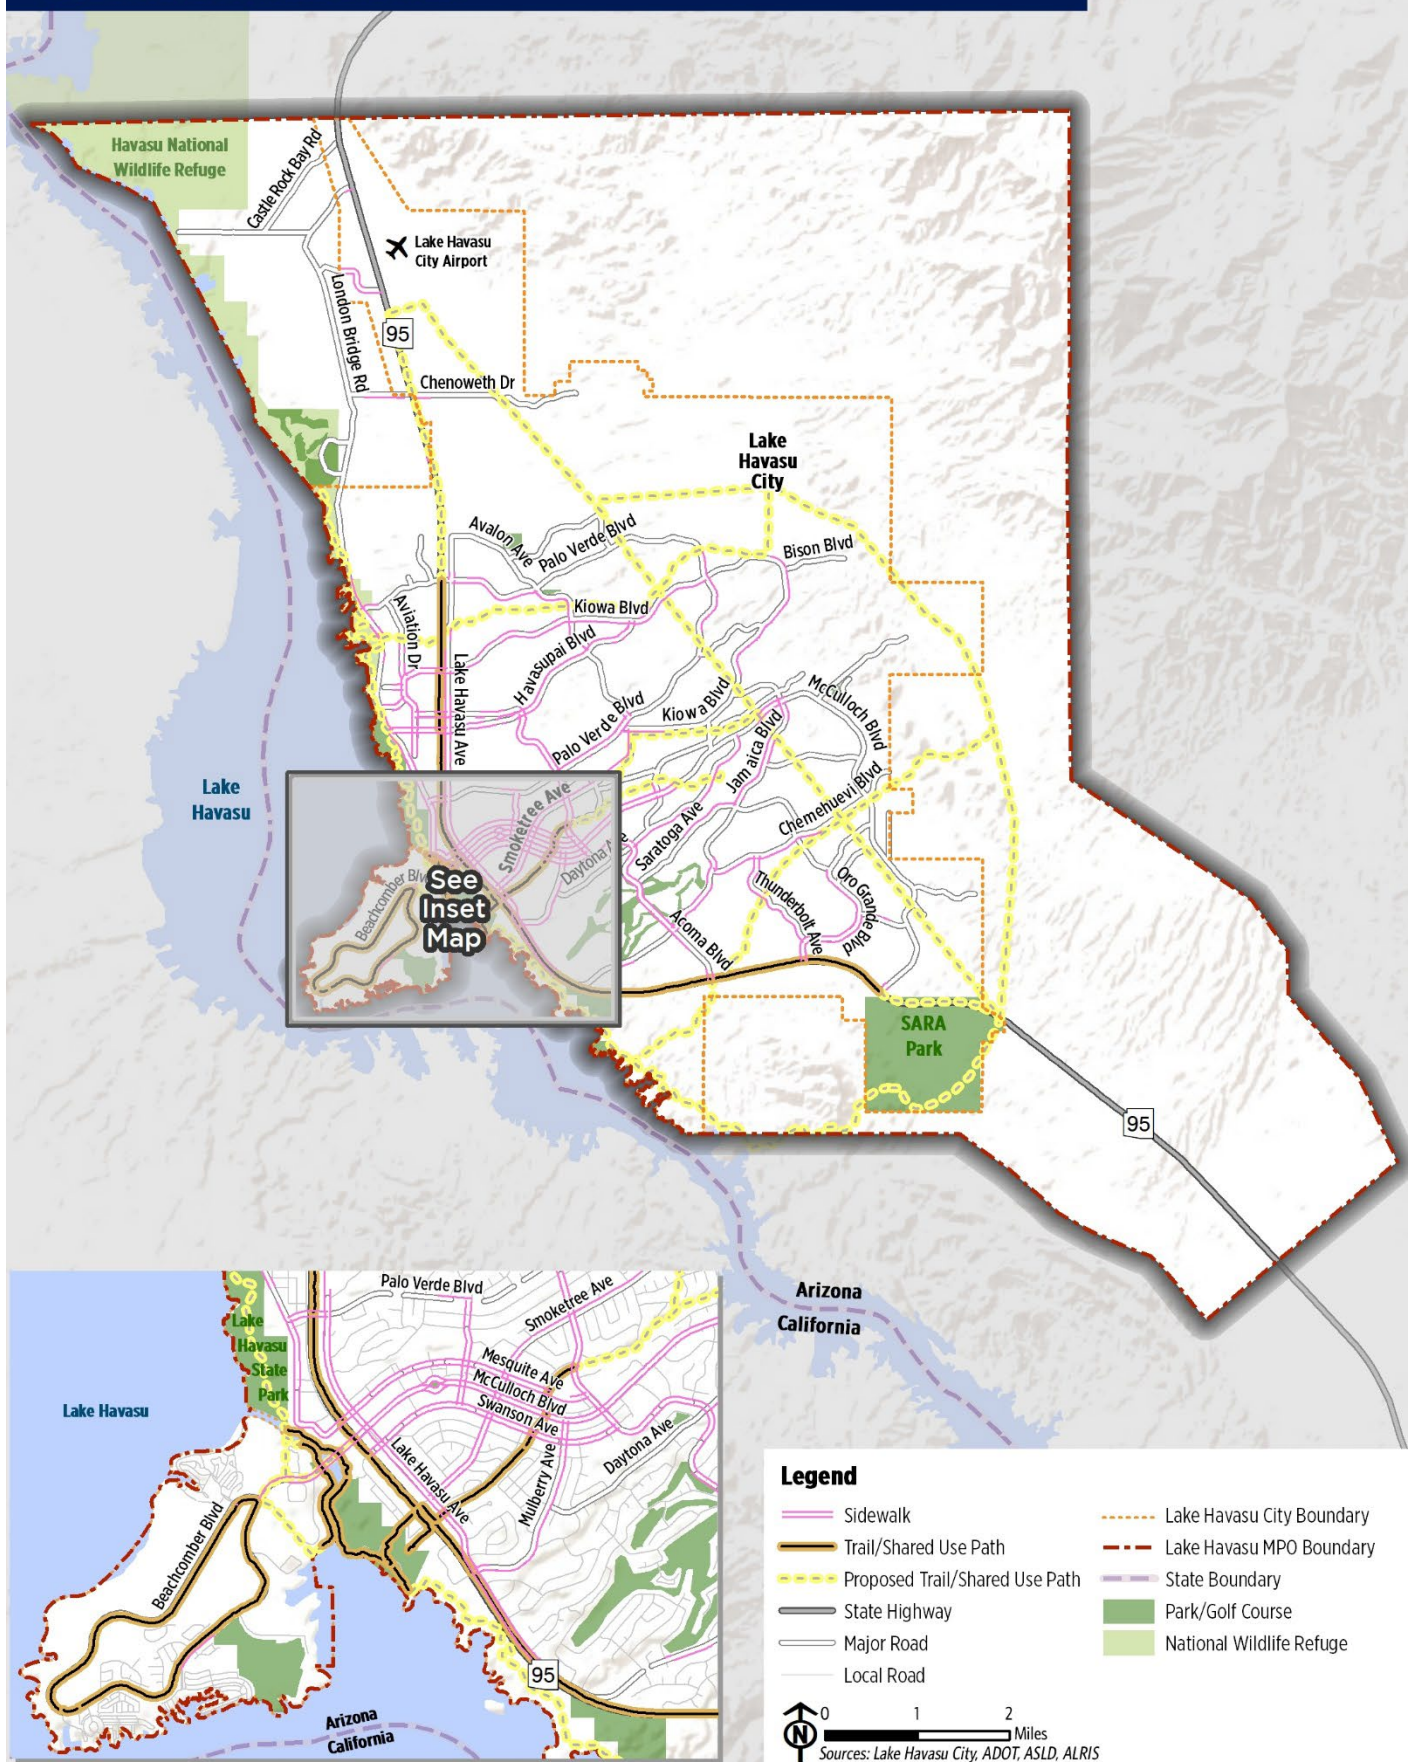 Havasu National
Wildlife Refuge
Castle Rock Bay Rd
Lake Havasu
City Airport
London Bridge Rd
95
Chenoweth Dr
Lake
Havasu
City
Avalon Ave
Palo Verde Blvd
Bison Blvd
Aviation Dr
Kiowa Blvd
Havasupai Blvd
Lake Havasu Ave
Palo Verde Blvd
Kiowa Blvd
McCulloch Blvd
Jamaica Blvd
Lake
Havasu
Smoketree Ave
Chemehuevi Blvd
Saratoga Ave
Daytona Ave
Beachcomber Blvd
See
Inset
Map
Thunderbolt Ave
Oro Grande Blvd
Acoma Blvd
SARA
Park
95
Arizona
California
Palo Verde Blvd
Smoketree Ave
Lake
Havasu
State
Park
Mesquite Ave
McCulloch Blvd
Swanson Ave
Lake Havasu
Lake Havasu Ave
Mulberry Ave
Daytona Ave
Beachcomber Blvd
95
Arizona
California
Legend
Sidewalk
Trail/Shared Use Path
Proposed Trail/Shared Use Path
State Highway
Major Road
Local Road
Lake Havasu City Boundary
Lake Havasu MPO Boundary
State Boundary
Park/Golf Course
National Wildlife Refuge
N
0 1 2
Miles
Sources: Lake Havasu City, ADOT, ASLD, ALRIS